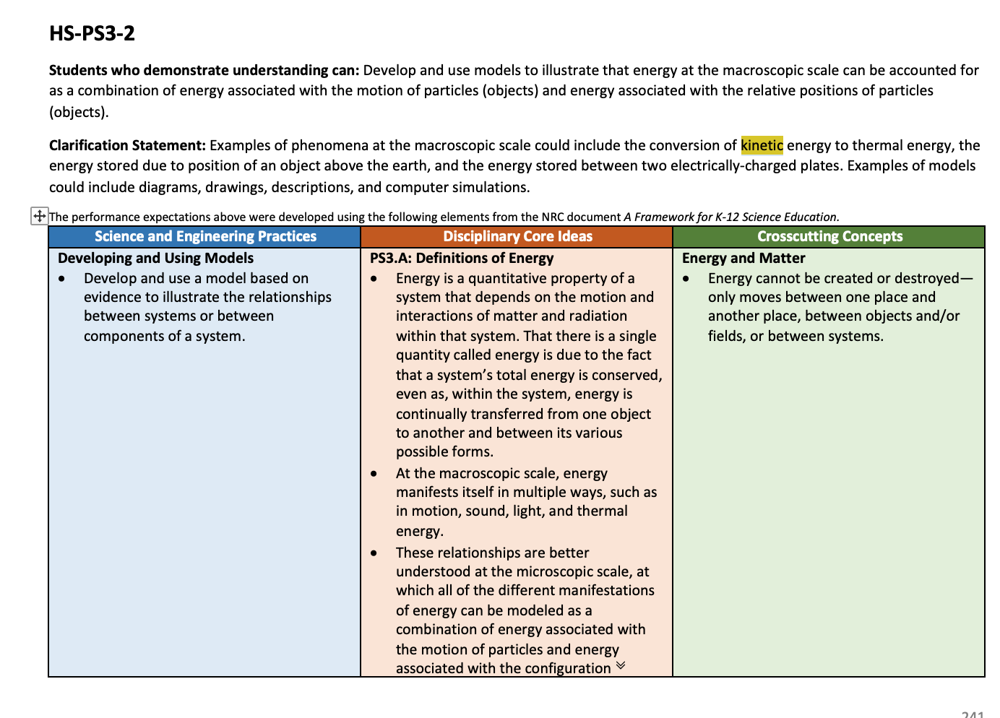 HS-PS3-2
Students who demonstrate understanding can: Develop and use models to illustrate that energy at the macroscopic scale can be accounted for
as a combination of energy associated with the motion of particles (objects) and energy associated with the relative positions of particles
(objects).
Clarification Statement: Examples of phenomena at the macroscopic scale could include the conversion of kinetic energy to thermal energy, the
energy stored due to position of an object above the earth, and the energy stored between two electrically-charged plates. Examples of models
could include diagrams, drawings, descriptions, and computer simulations.
The performance expectations above were developed using the following elements from the NRC document A Framework for K-12 Science Education.
Science and Engineering Practices
Developing and Using Models
• Develop and use a model based on
evidence to illustrate the relationships
between systems or between
components of a system.
Disciplinary Core Ideas
PS3.A: Definitions of Energy
• Energy is a quantitative property of a
system that depends on the motion and
interactions of matter and radiation
within that system. That there is a single
quantity called energy is due to the fact
that a system’s total energy is conserved,
even as, within the system, energy is
continually transferred from one object
to another and between its various
possible forms.
• At the macroscopic scale, energy
manifests itself in multiple ways, such as
in motion, sound, light, and thermal
energy.
• These relationships are better
understood at the microscopic scale, at
which all of the different manifestations
of energy can be modeled as a
combination of energy associated with
the motion of particles and energy
associated with the configuration
Crosscutting Concepts
Energy and Matter
• Energy cannot be created or destroyed—
only moves between one place and
another place, between objects and/or
fields, or between systems.
241